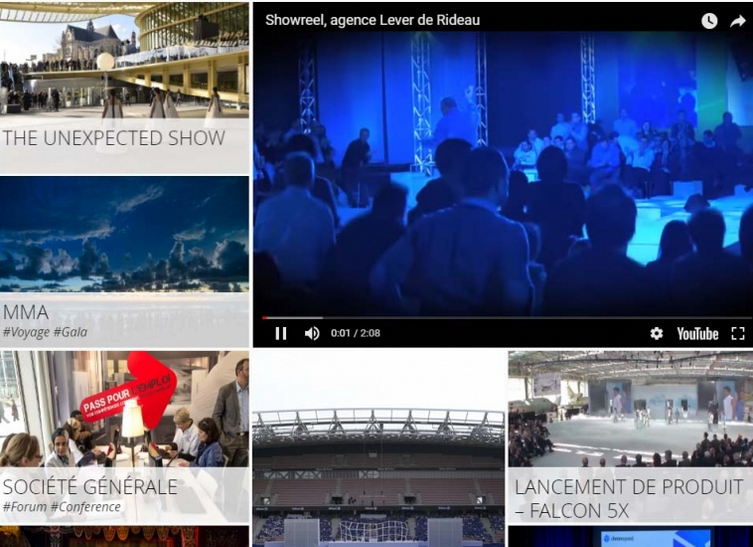 Showreel, agence Lever de Rideau
THE UNEXPECTED SHOW
MMA
#Voyage #Gala
0:01 / 2:08
YouTube
PASS POUR L'EMPLOI
SOCIÉTÉ GÉNÉRALE
#Forum #Conference
LANCEMENT DE PRODUIT
– FALCON 5X